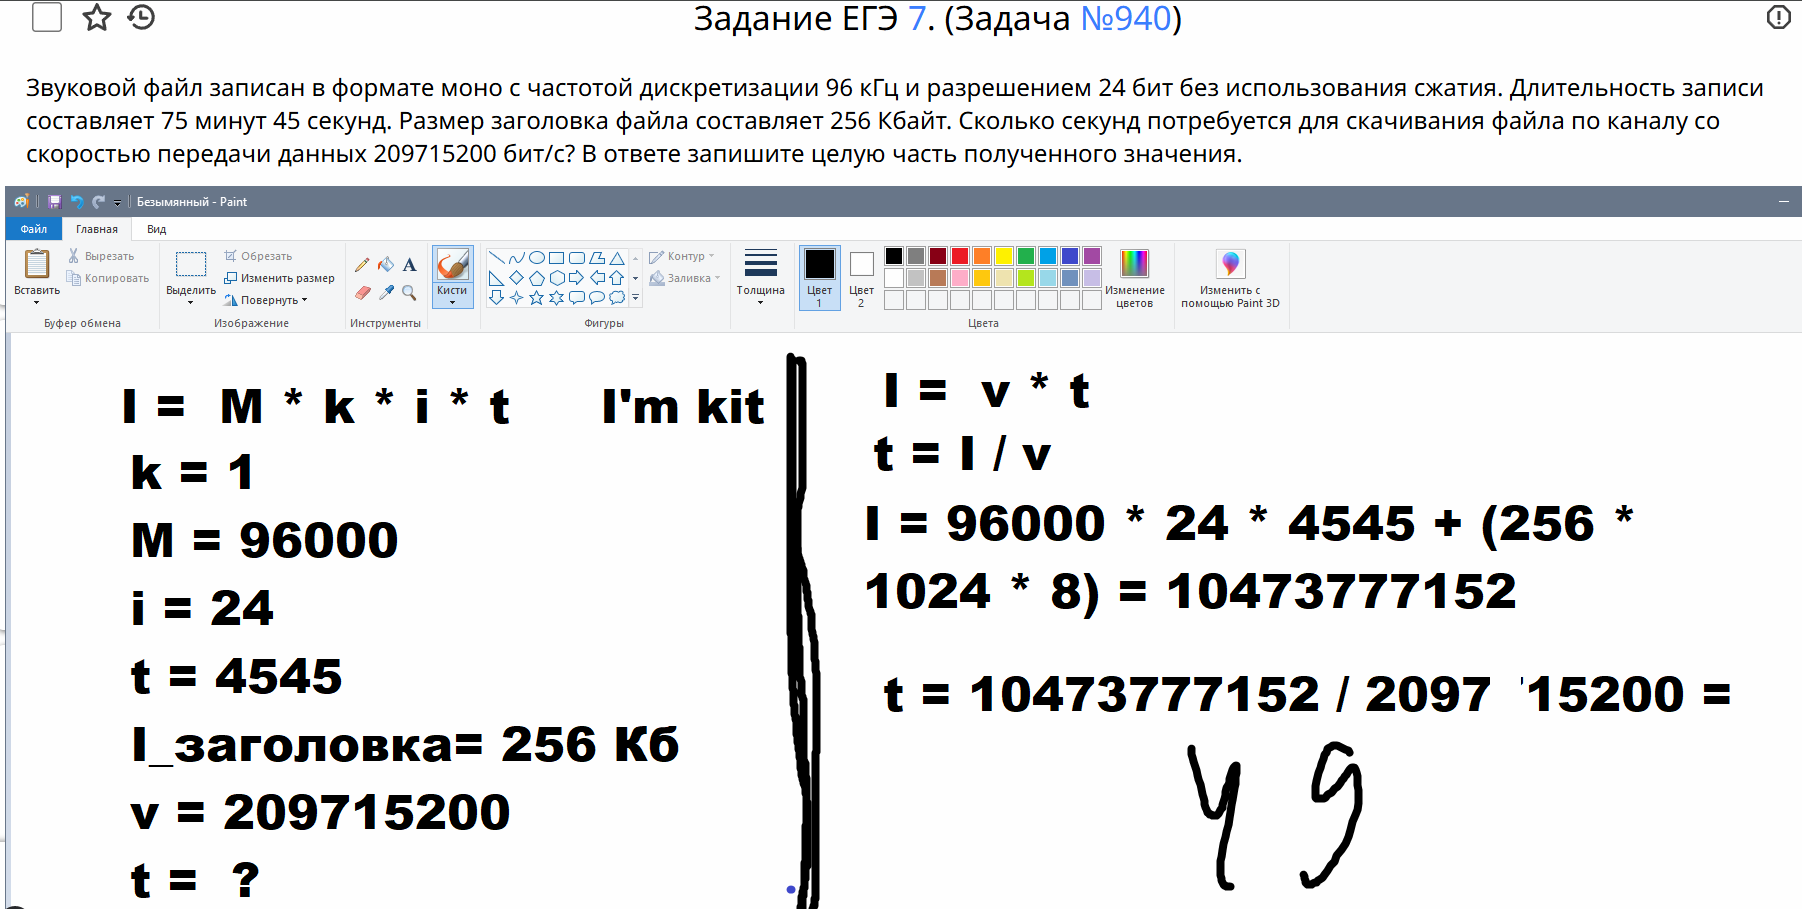 Задание ЕГЭ 7. (Задача №940)
Звуковой файл записан в формате моно с частотой дискретизации 96 кГц и разрешением 24 бит без использования сжатия. Длительность записи
составляет 75 минут 45 секунд. Размер заголовка файла составляет 256 Кбайт. Сколько секунд потребуется для скачивания файла по каналу со
скоростью передачи данных 209715200 бит/с? В ответе запишите целую часть полученного значения.
Безымянный - Paint
Файл Главная Вид
Вставить
Вырезать
Копировать
Буфер обмена
Выделить
Обрезать
Изменить размер
Повернуть
Изображение
A
Инструменты
Кисти
Контур
Заливка
Фигуры
Толщина
Цвет
1
Цвет
2
Изменение
цветов
Цвета
Изменить с
помощью Paint 3D
I = M * k * i * t I'm kit
k = 1
M = 96000
i = 24
t = 4545
I_заголовка= 256 Кб
v = 209715200
t = ?
I = v * t
t = I / v
I = 96000 * 24 * 4545 + (256 *
1024 * 8) = 10473777152
t = 10473777152 / 2097 15200 =
49